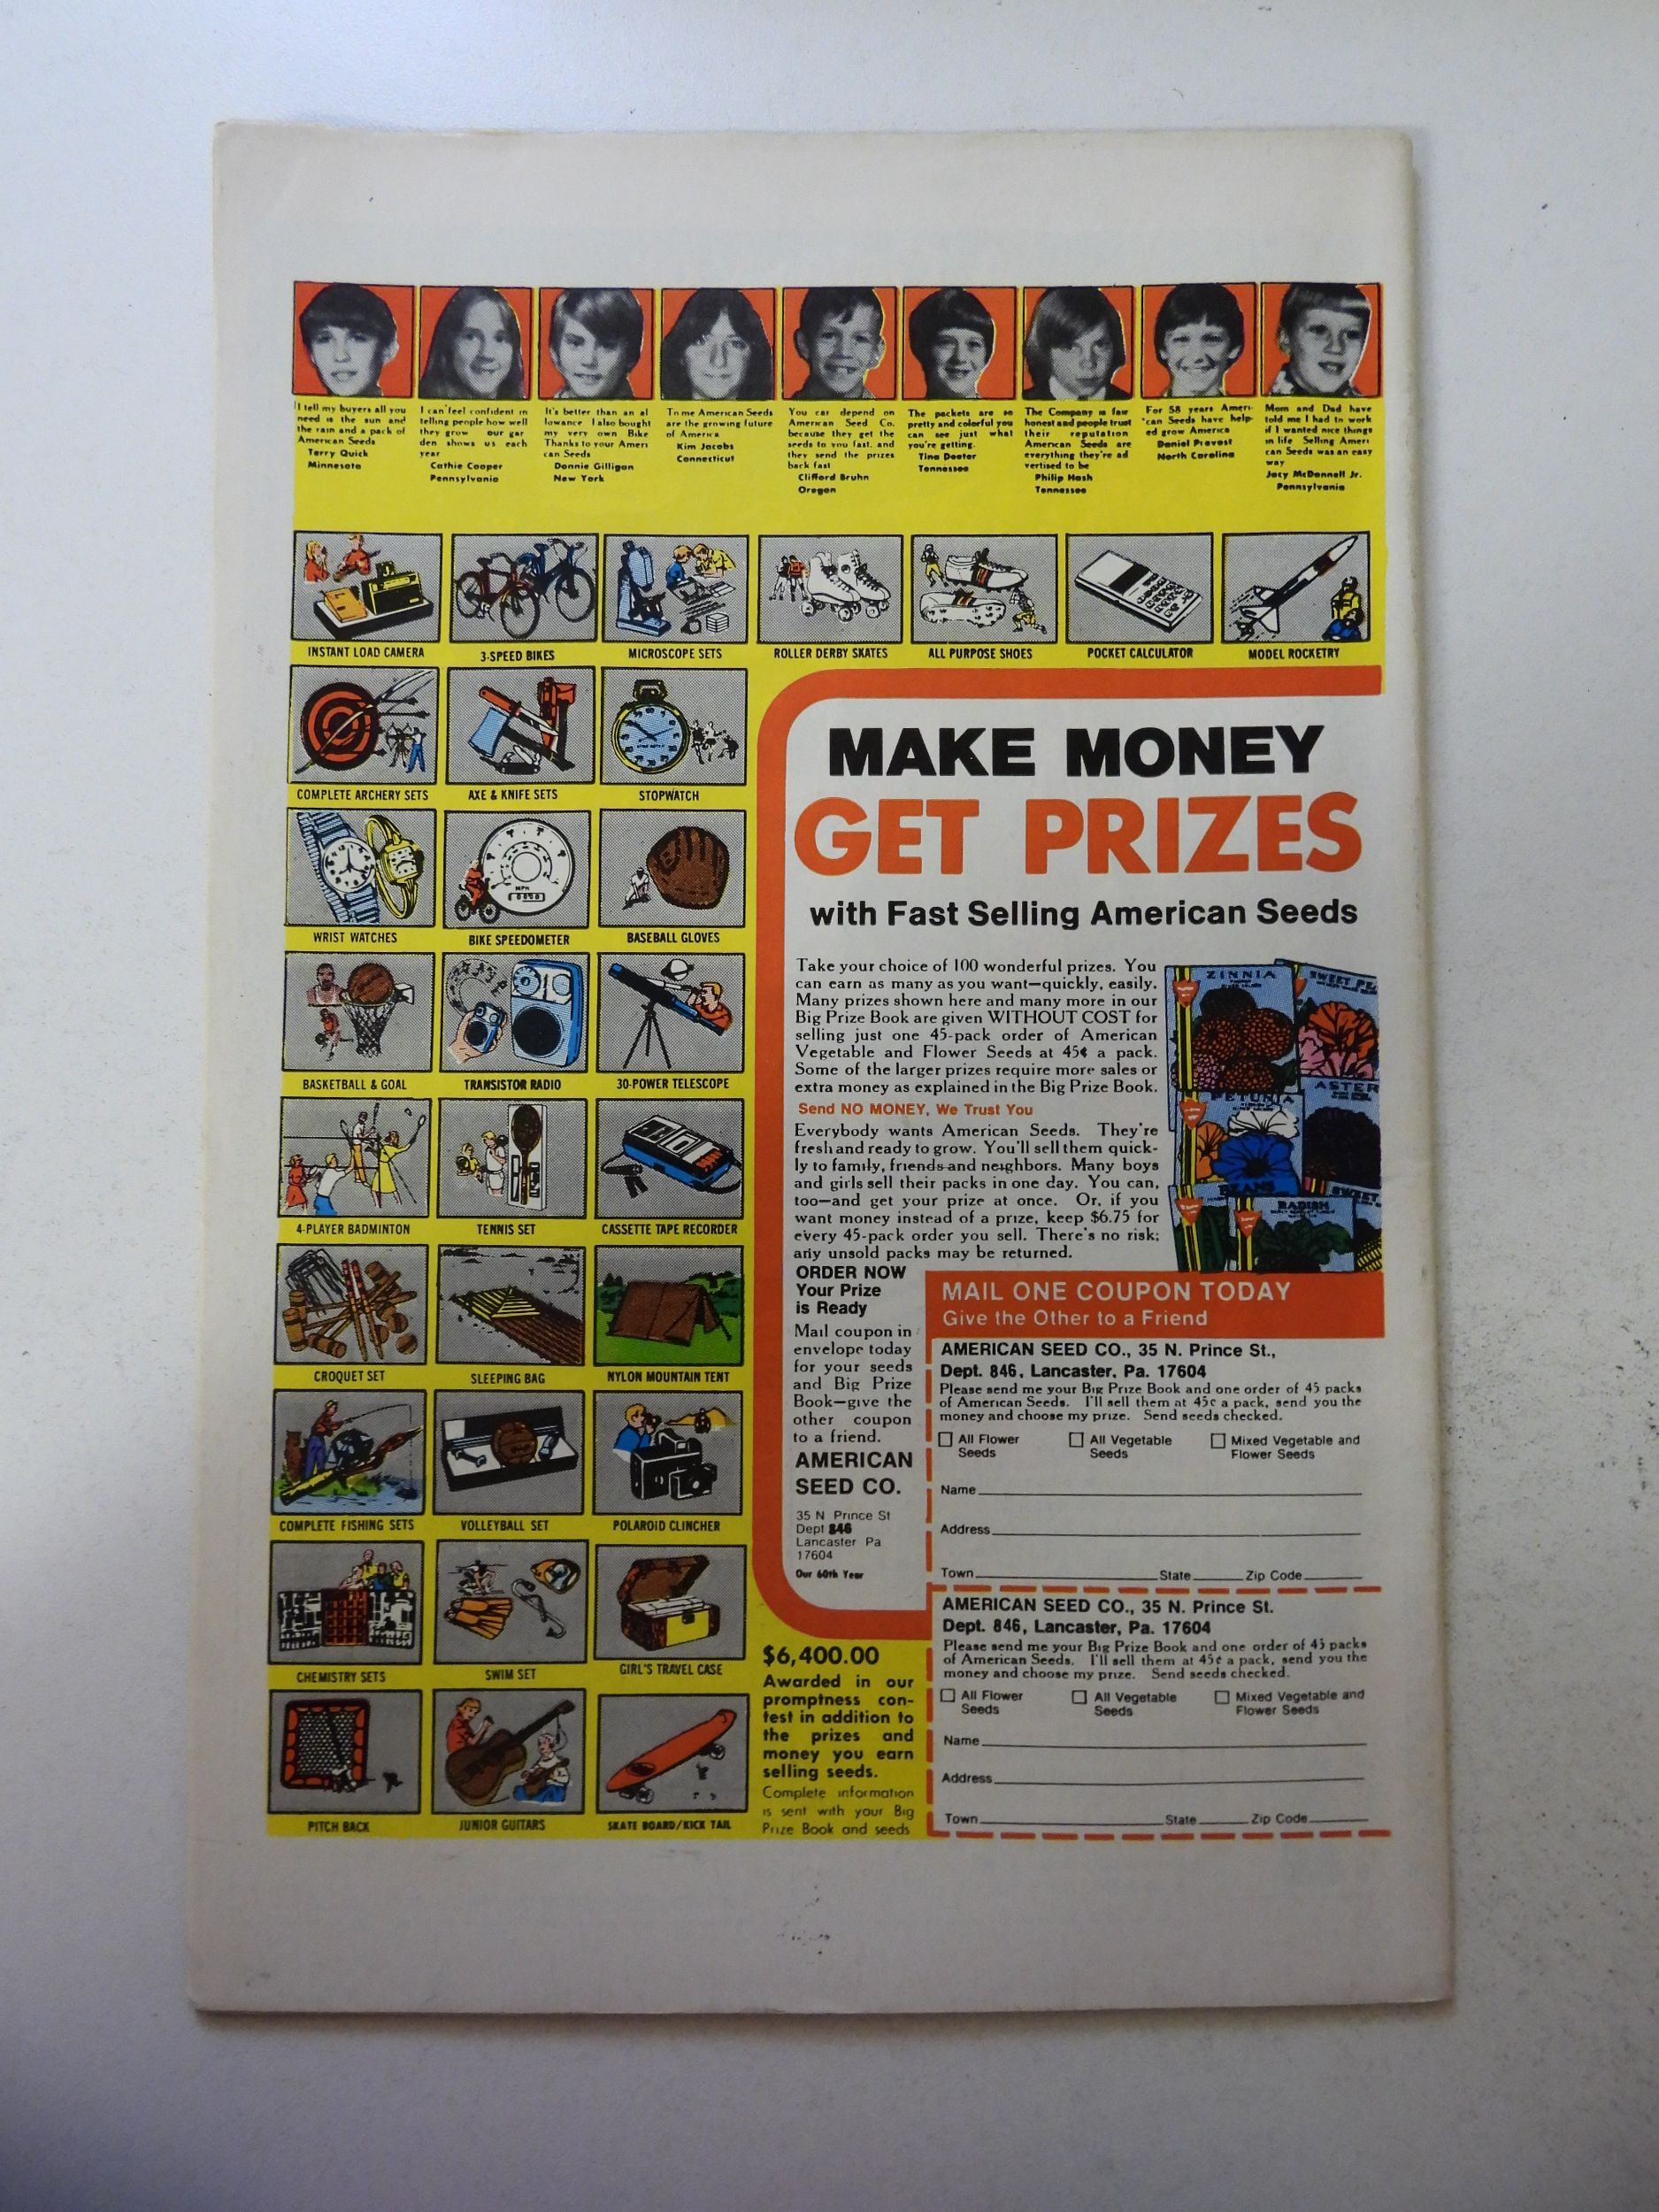 I tell my buyers all you
need is the sun and
the rain and a pack of
American Seeds
Terry Quick
Minnesota
I can feel confident in
telling people how well
they grow our gar
den shows us each
year
Cathie Cooper
Pennsylvania
It's better than an al
lowance I also bought
my very own Bike
Thanks to your Ameri
can Seeds
Donnie Gilligan
New York
To me American Seeds
are the growing future
of America
Kim Jacobs
Connecticut
You can depend on
American Seed Co.
because they get the
seeds to you fast, and
they send the prizes
back fast
Clifford Bruhn
Oregon
The packets are so
pretty and colorful you
can see just what
you're getting.
Tina Deeter
Tennessee
The Company is fair
honest and people trust
their reputation
American Seeds are
everything they're ad
vertised to be
Philip Hash
Tennessee
For 58 years Ameri-
can Seeds have help-
ed grow America
Daniel Prevost
North Carolina
Mom and Dad have
told me I had to work
if I wanted nice things
in life Selling Ameri
can Seeds was an easy
way
Jacy McDonnell Jr.
Pennsylvania
INSTANT LOAD CAMERA
3-SPEED BIKES
MICROSCOPE SETS
ROLLER DERBY SKATES
ALL PURPOSE SHOES
POCKET CALCULATOR
MODEL ROCKETRY
COMPLETE ARCHERY SETS
AXE & KNIFE SETS
STOPWATCH
WRIST WATCHES
MPH
BIKE SPEEDOMETER
BASEBALL GLOVES
BASKETBALL & GOAL
TRANSISTOR RADIO
30-POWER TELESCOPE
4-PLAYER BADMINTON
TENNIS SET
CASSETTE TAPE RECORDER
CROQUET SET
SLEEPING BAG
NYLON MOUNTAIN TENT
COMPLETE FISHING SETS
VOLLEYBALL SET
POLAROID CLINCHER
CHEMISTRY SETS
SWIM SET
GIRL'S TRAVEL CASE
PITCH BACK
JUNIOR GUITARS
SKATE BOARD/KICK TAIL
MAKE MONEY
GET PRIZES
with Fast Selling American Seeds
Take your choice of 100 wonderful prizes. You
can earn as many as you want—quickly, easily.
Many prizes shown here and many more in our
Big Prize Book are given WITHOUT COST for
selling just one 45-pack order of American
Vegetable and Flower Seeds at 45¢ a pack.
Some of the larger prizes require more sales or
extra money as explained in the Big Prize Book.
Send NO MONEY, We Trust You
Everybody wants American Seeds. They're
fresh and ready to grow. You'll sell them quick-
ly to family, friends and neighbors. Many boys
and girls sell their packs in one day. You can,
too—and get your prize at once. Or, if you
want money instead of a prize, keep $6.75 for
every 45-pack order you sell. There's no risk;
any unsold packs may be returned.
ZINNIA
SWEET PE
PETUNIA
ASTER
BEANS
RADISH
SWEET
ORDER NOW
Your Prize
is Ready
Mail coupon in
envelope today
for your seeds
and Big Prize
Book—give the
other coupon
to a friend.
AMERICAN
SEED CO.
35 N Prince St
Dept 846
Lancaster Pa
17604
Our 60th Year
$6,400.00
Awarded in our
promptness con-
test in addition to
the prizes and
money you earn
selling seeds.
Complete information
is sent with your Big
Prize Book and seeds
MAIL ONE COUPON TODAY
Give the Other to a Friend
AMERICAN SEED CO., 35 N. Prince St.,
Dept. 846, Lancaster, Pa. 17604
Please send me your Big Prize Book and one order of 45 packs
of American Seeds. I'll sell them at 45¢ a pack, send you the
money and choose my prize. Send seeds checked.
All Flower Seeds
All Vegetable Seeds
Mixed Vegetable and Flower Seeds
Name
Address
Town State Zip Code
AMERICAN SEED CO., 35 N. Prince St.
Dept. 846, Lancaster, Pa. 17604
Please send me your Big Prize Book and one order of 45 packs
of American Seeds. I'll sell them at 45¢ a pack, send you the
money and choose my prize. Send seeds checked.
All Flower Seeds
All Vegetable Seeds
Mixed Vegetable and Flower Seeds
Name
Address
Town State Zip Code